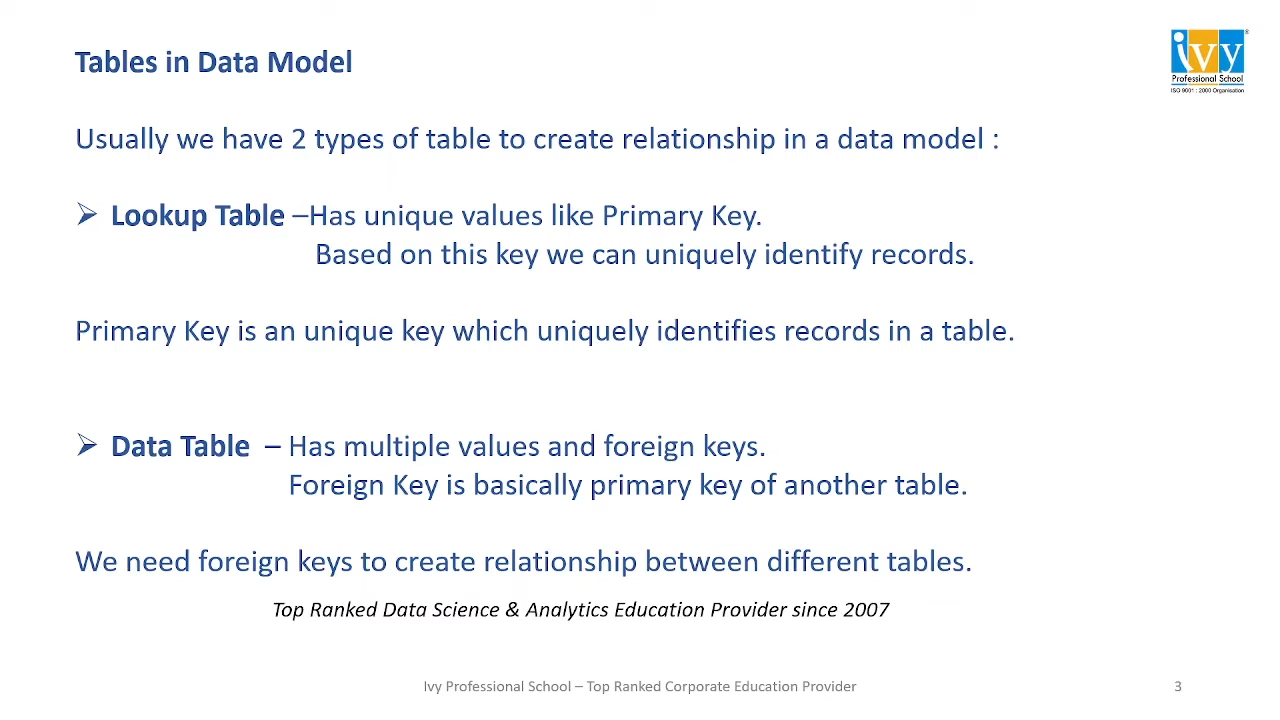 Tables in Data Model
ivy
®
Professional School
ISO 9001 : 2000 Organisation
Usually we have 2 types of table to create relationship in a data model :
➢ Lookup Table –Has unique values like Primary Key.
Based on this key we can uniquely identify records.
Primary Key is an unique key which uniquely identifies records in a table.
➢ Data Table – Has multiple values and foreign keys.
Foreign Key is basically primary key of another table.
We need foreign keys to create relationship between different tables.
Top Ranked Data Science & Analytics Education Provider since 2007
Ivy Professional School – Top Ranked Corporate Education Provider
3